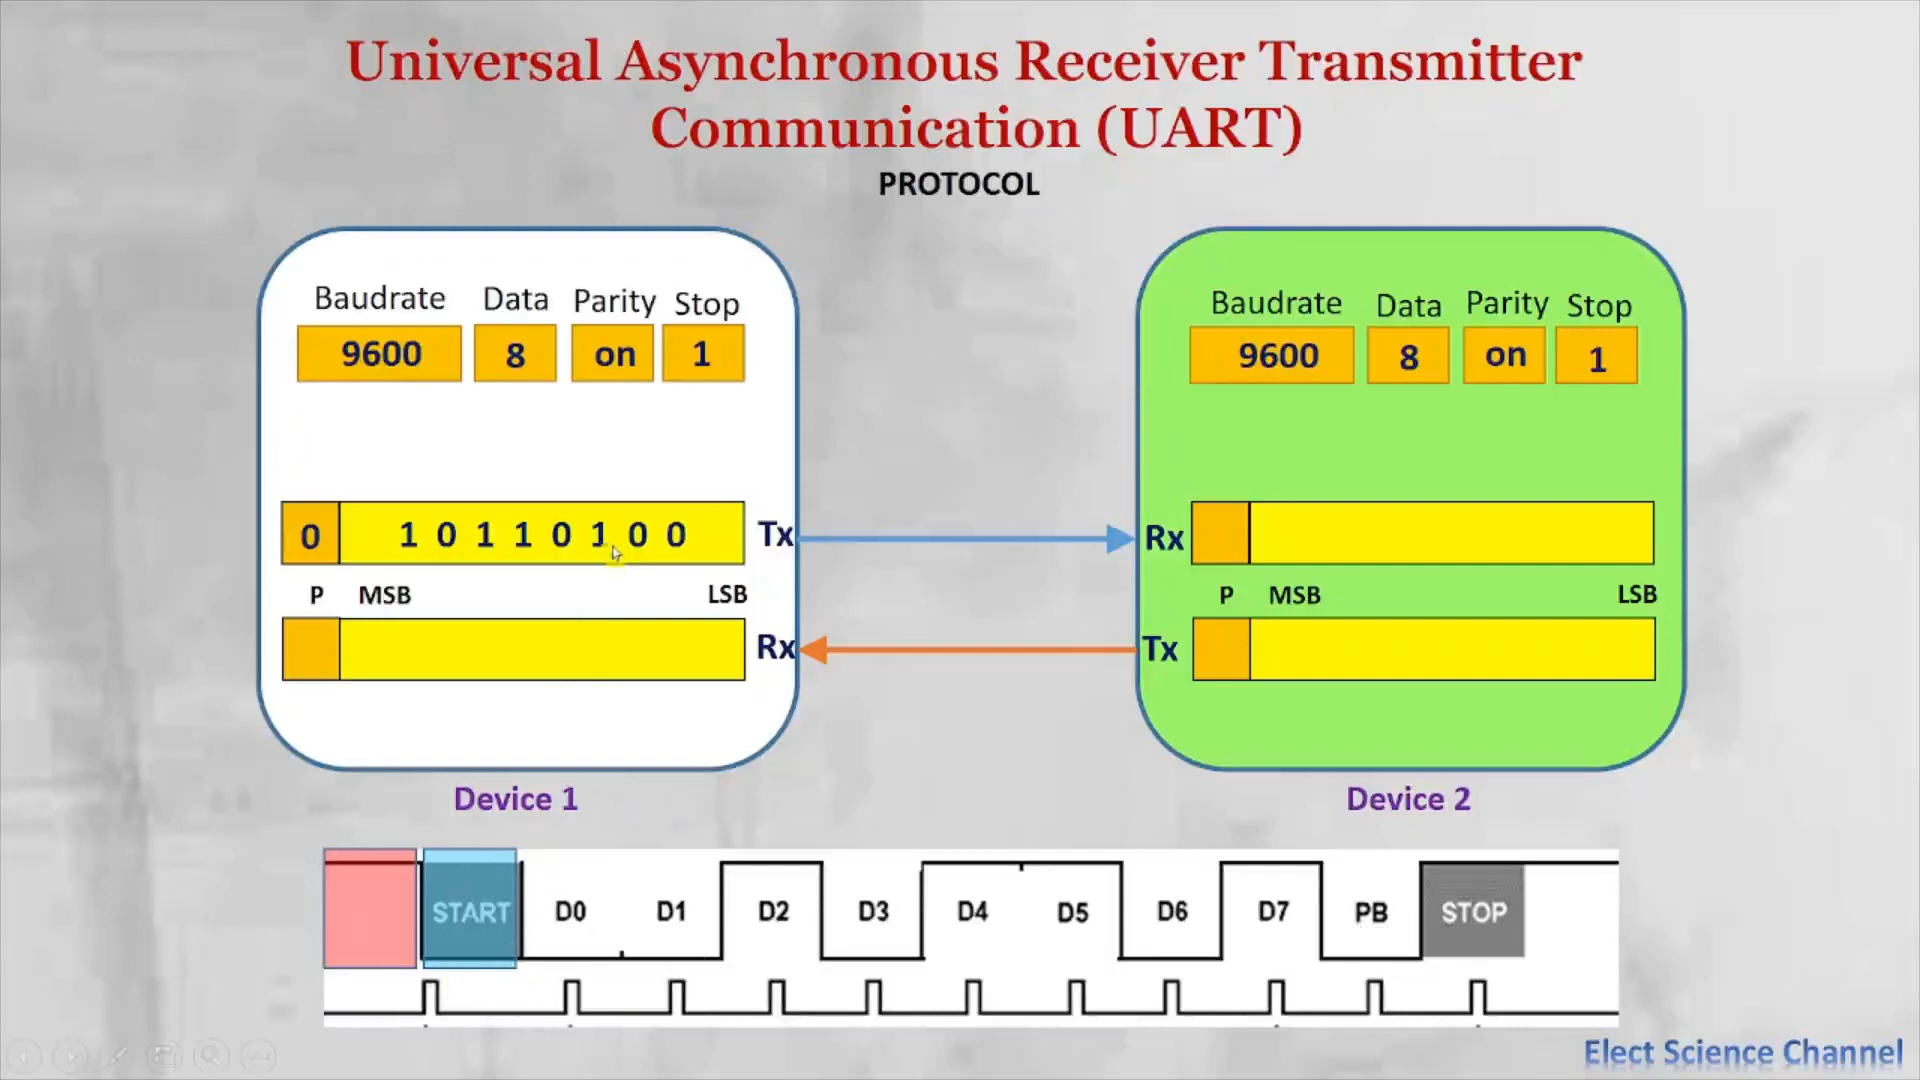 Universal Asynchronous Receiver Transmitter
Communication (UART)
PROTOCOL
Baudrate Data Parity Stop
9600 8 on 1
0 1 0 1 1 0 1 0 0 Tx
P MSB LSB
Rx
Device 1
Baudrate Data Parity Stop
9600 8 on 1
Rx
P MSB LSB
Tx
Device 2
START D0 D1 D2 D3 D4 D5 D6 D7 PB STOP
Elect Science Channel